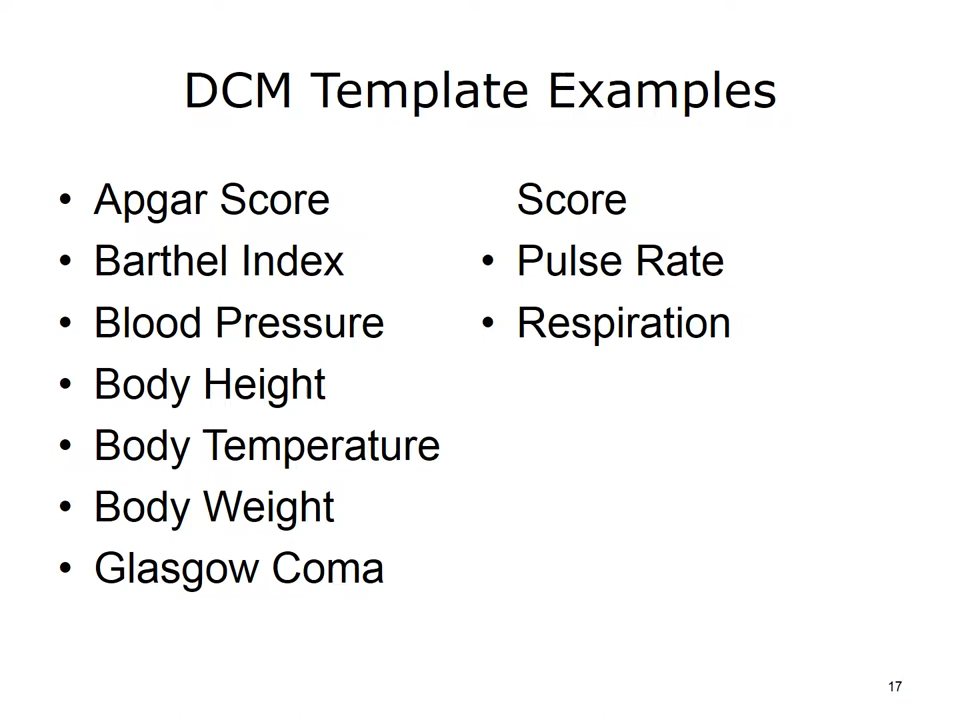 DCM Template Examples
• Apgar Score
• Barthel Index
• Blood Pressure
• Body Height
• Body Temperature
• Body Weight
• Glasgow Coma
Score
• Pulse Rate
• Respiration
17